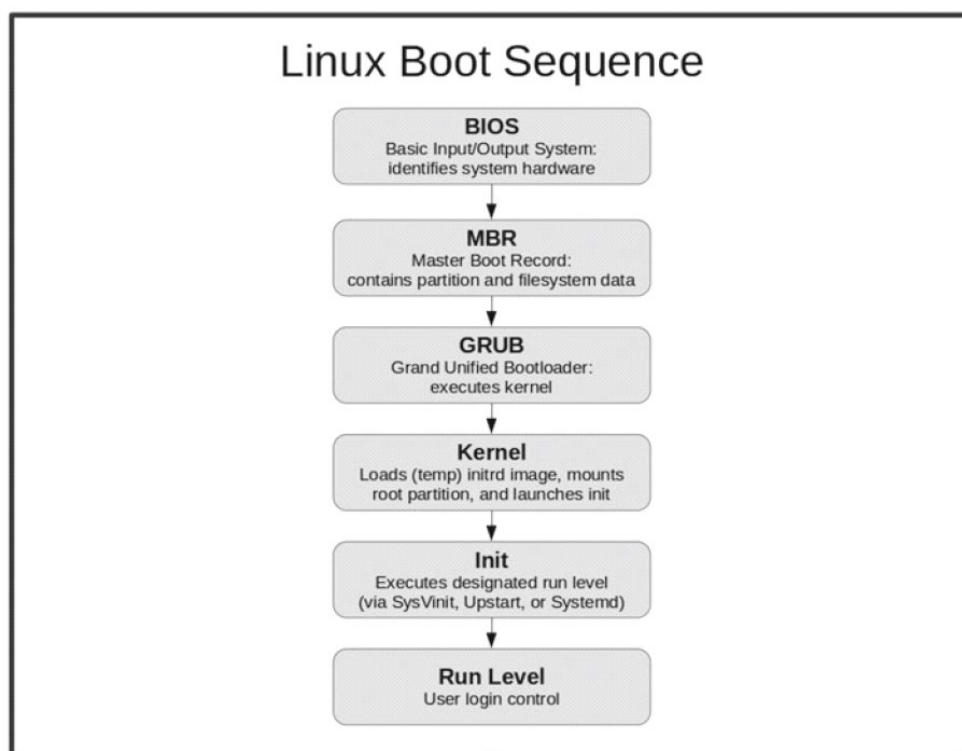 Linux Boot Sequence
BIOS
Basic Input/Output System:
identifies system hardware
MBR
Master Boot Record:
contains partition and filesystem data
GRUB
Grand Unified Bootloader:
executes kernel
Kernel
Loads (temp) initrd image, mounts
root partition, and launches init
Init
Executes designated run level
(via SysVinit, Upstart, or Systemd)
Run Level
User login control